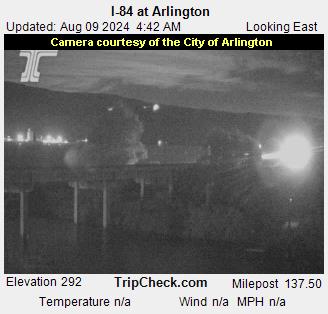 I-84 at Arlington
Updated: Aug 09 2024 4:42 AM Looking East
Camera courtesy of the City of Arlington
Elevation 292 TripCheck.com Milepost 137.50
Temperature n/a Wind n/a MPH n/a